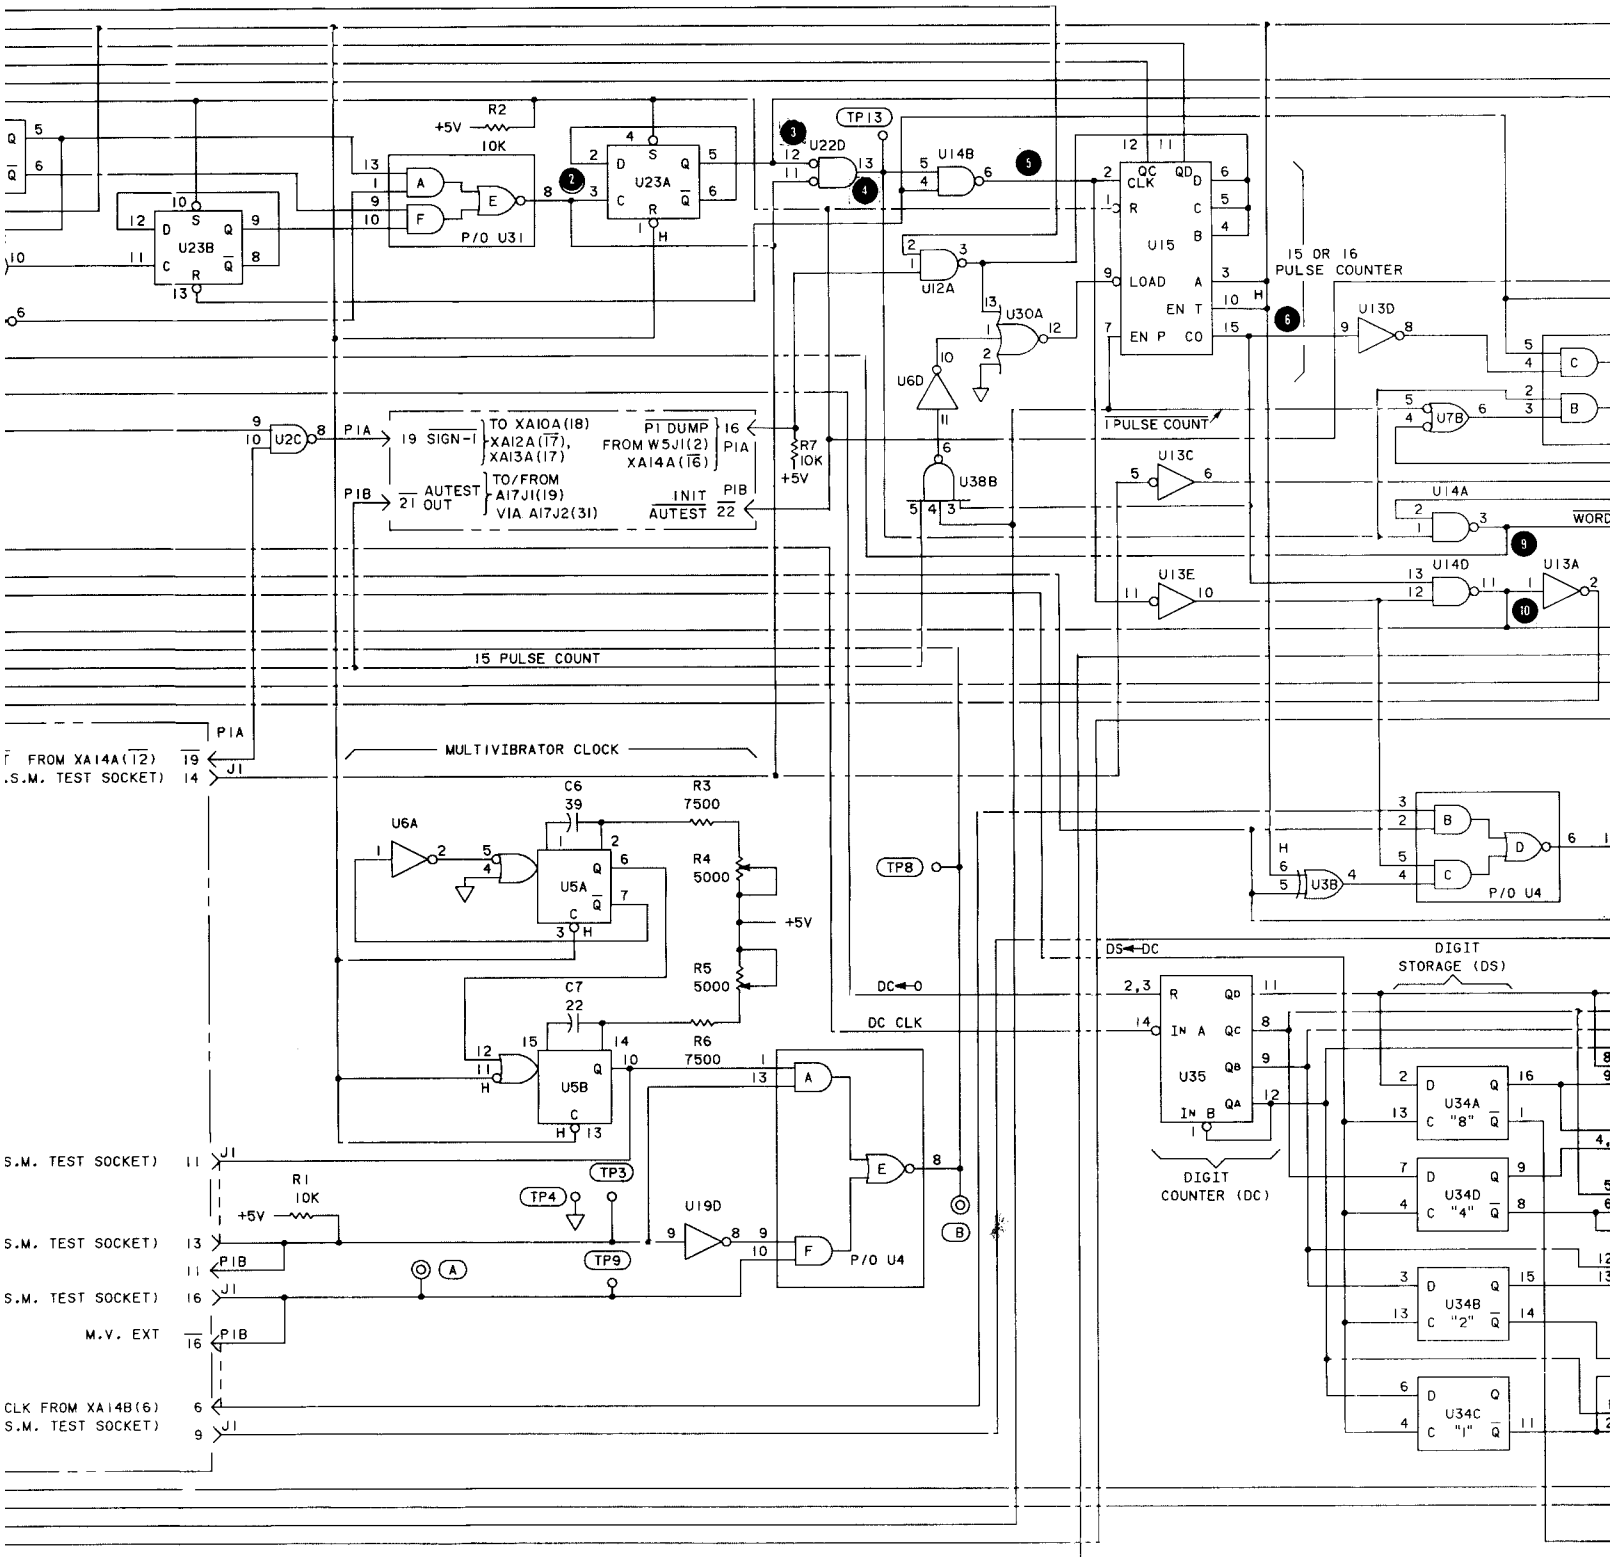 R2
+5V
10K
TP13
3
U22D
12
13
11
4
U14B
5
6
4
5
12 11
QC QD D
2 CLK
1 R
U15
C
B
9 LOAD A 3
EN T 10 H
7 EN P CO 15
6
5
4
15 OR 16
PULSE COUNTER
6
Q 5
Q 6
13
1
9
10
A
F
E
8
P/O U31
2
4
S
2 D Q 5
U23A
3 C Q 6
R
1 H
10
S
12 D Q 9
U23B
11 C Q 8
R
13
10
6
2
1
3
U12A
13
1
2
U30A
12
10
U6D
11
6
U38B
5 4 3
U13D
9 8
5
4
C
2
3
B
5
4
U7B
6
1 PULSE COUNT
9
10
U2C
8
P1A
19 SIGN-1
TO XA10A(18)
XA12A(17),
XA13A(17)
P1 DUMP
FROM W5J1(2)
XA14A(16)
16
P1A
R7
10K
+5V
P1B
21 AUTEST
OUT
TO/FROM
A17J1(19)
VIA A17J2(31)
INIT
AUTEST
P1B
22
U13C
5 6
U14A
2
1
3
WORD
9
U13E
11 10
U14D
13
12
11
10
U13A
1 2
15 PULSE COUNT
P1A
FROM XA14A(12) 19
.S.M. TEST SOCKET) 14 J1
MULTIVIBRATOR CLOCK
C6
39
R3
7500
U6A
1 2
5
4
1 2
Q 6
U5A
Q 7
C
3 H
R4
5000
+5V
R5
5000
C7
22
R6
7500
15 14
12
11
H
Q 10
U5B
C
H 13
TP8
1
13
A
E
8
9
10
F
P/O U4
B
3
2
B
5
4
C
D
6
P/O U4
H
6
5
U3B
4
DS←DC
DC←0
DC CLK
DIGIT
STORAGE (DS)
2,3 R QD 11
14 IN A QC 8
QB 9
U35
QA 12
IN B
1
DIGIT
COUNTER (DC)
2 D Q 16
U34A
13 C "8" Q 1
7 D Q 9
U34D
4 C "4" Q 8
3 D Q 15
U34B
13 C "2" Q 14
6 D Q
U34C
4 C "1" Q 11
S.M. TEST SOCKET) 11 J1
R1
10K
+5V
TP4
TP3
U19D
9 8
S.M. TEST SOCKET) 13
11 P1B
A
TP9
S.M. TEST SOCKET) 16 J1
M.V. EXT 16 P1B
CLK FROM XA14B(6) 6
S.M. TEST SOCKET) 9 J1